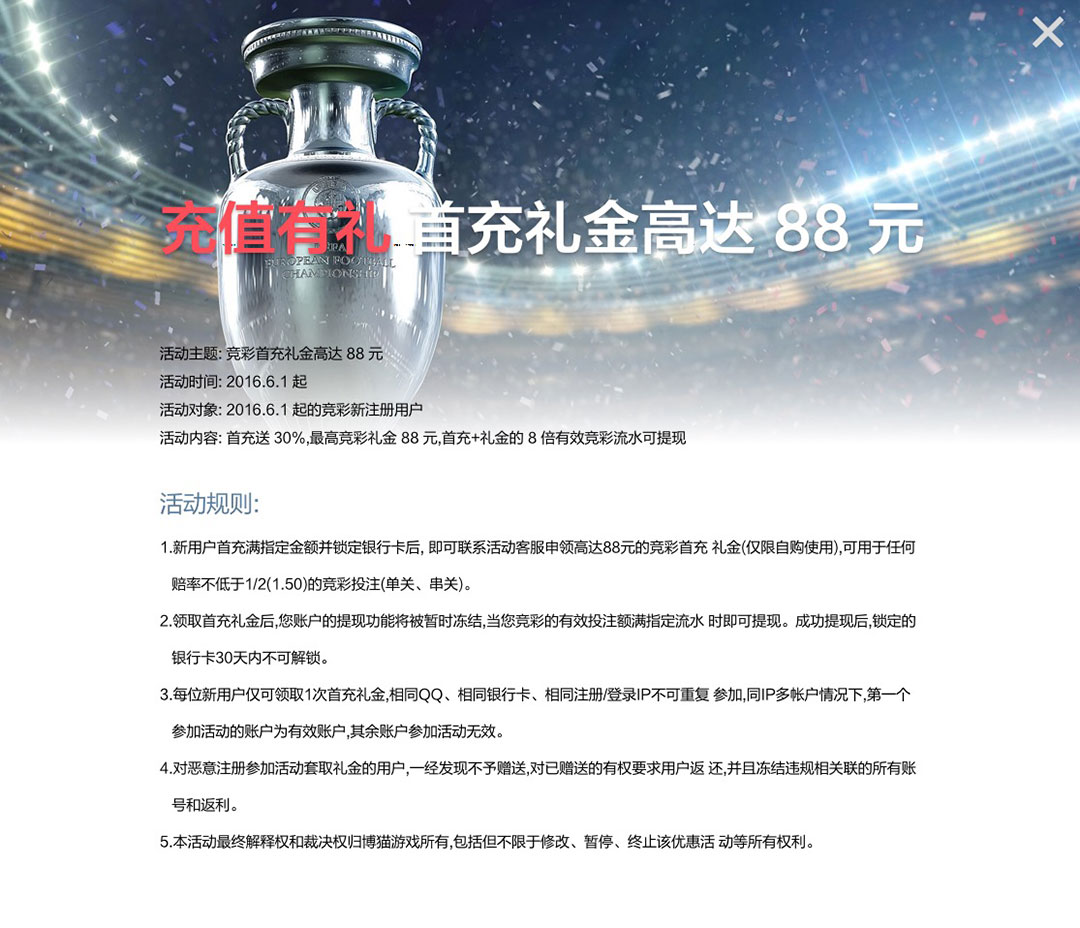 充值有礼 首充礼金高达 88 元
EUROPEAN FOOTBALL
CHAMPIONSHIP
活动主题: 竞彩首充礼金高达 88 元
活动时间: 2016.6.1 起
活动对象: 2016.6.1 起的竞彩新注册用户
活动内容: 首充送 30%,最高竞彩礼金 88 元,首充+礼金的 8 倍有效竞彩流水可提现
活动规则:
1.新用户首充满指定金额并锁定银行卡后, 即可联系活动客服申领高达88元的竞彩首充 礼金(仅限自购使用),可用于任何
赔率不低于1/2(1.50)的竞彩投注(单关、串关)。
2.领取首充礼金后,您账户的提现功能将被暂时冻结,当您竞彩的有效投注额满指定流水 时即可提现。成功提现后,锁定的
银行卡30天内不可解锁。
3.每位新用户仅可领取1次首充礼金,相同QQ、相同银行卡、相同注册/登录IP不可重复 参加,同IP多帐户情况下,第一个
参加活动的账户为有效账户,其余账户参加活动无效。
4.对恶意注册参加活动套取礼金的用户,一经发现不予赠送,对已赠送的有权要求用户返 还,并且冻结违规相关联的所有账
号和返利。
5.本活动最终解释权和裁决权归博猫游戏所有,包括但不限于修改、暂停、终止该优惠活 动等所有权利。